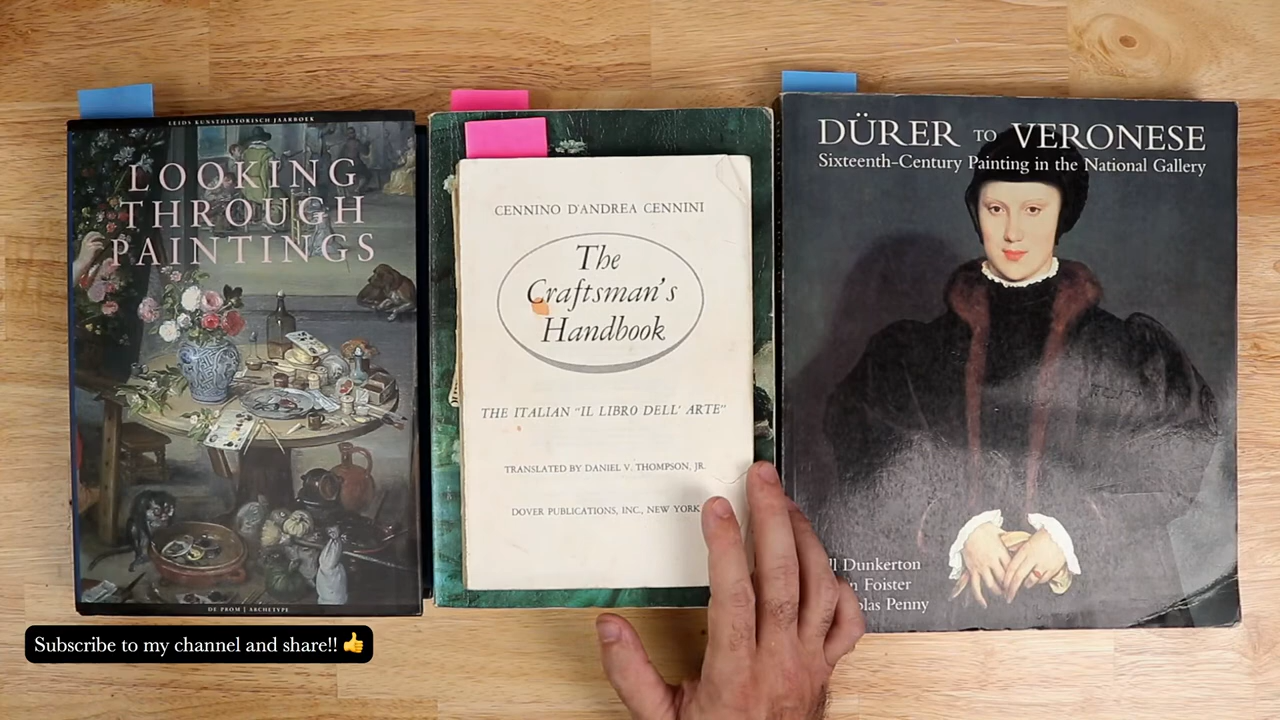 LEIDS KUNSTHISTORISCH JAARBOEK
LOOKING
THROUGH
PAINTINGS
DE PROM | ARCHETYPE
CENNINO D'ANDREA CENNINI
The
Craftsman's
Handbook
THE ITALIAN "IL LIBRO DELL' ARTE"
TRANSLATED BY DANIEL V. THOMPSON, JR.
DOVER PUBLICATIONS, INC., NEW YORK
DÜRER TO VERONESE
Sixteenth-Century Painting in the National Gallery
Dunkerton
Foister
Penny
Subscribe to my channel and share!! 👍